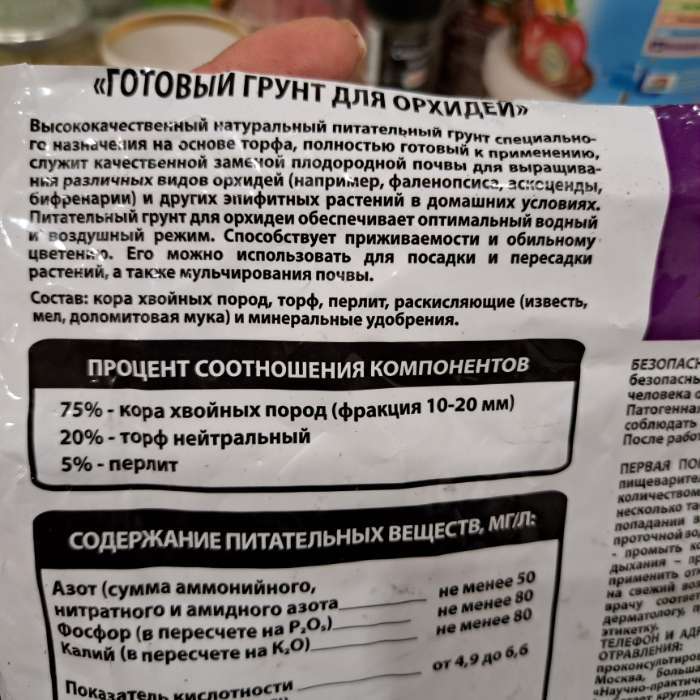 «ГОТОВЫЙ ГРУНТ ДЛЯ ОРХИДЕЙ»
Высококачественный натуральный питательный грунт специально-
го назначения на основе торфа, полностью готовый к применению,
служит качественной заменой плодородной почвы для выращива-
ния различных видов орхидей (например, фаленопсиса, аскоценды,
бифренарии) и других эпифитных растений в домашних условиях.
Питательный грунт для орхидеи обеспечивает оптимальный водный
и воздушный режим. Способствует приживаемости и обильному
цветению. Его можно использовать для посадки и пересадки
растений, а также мульчирования почвы.
Состав: кора хвойных пород, торф, перлит, раскисляющие (известь,
мел, доломитовая мука) и минеральные удобрения.
ПРОЦЕНТ СООТНОШЕНИЯ КОМПОНЕНТОВ
75% - кора хвойных пород (фракция 10-20 мм)
20% - торф нейтральный
5% - перлит
СОДЕРЖАНИЕ ПИТАТЕЛЬНЫХ ВЕЩЕСТВ, МГ/Л:
Азот (сумма аммонийного,
нитратного и амидного азота не менее 50
Фосфор (в пересчете на P₂O₅) не менее 80
Калий (в пересчете на K₂O) не менее 80
Показатель кислотности от 4,9 до 6,6
БЕЗОПАСН
безопасны
человека
Патогенная
соблюдать
После рабо
ПЕРВАЯ ПО
пищеварите
количеством
несколько та
попадании
проточной во
- промыть
дыхания - п
применить
на свежий
врачу соответ
дерматологу,
этикетку.
ТЕЛЕФОН И АД
ОТРАВЛЕНИЯ:
проконсультиров
Москва, Больша
«Научно-практич